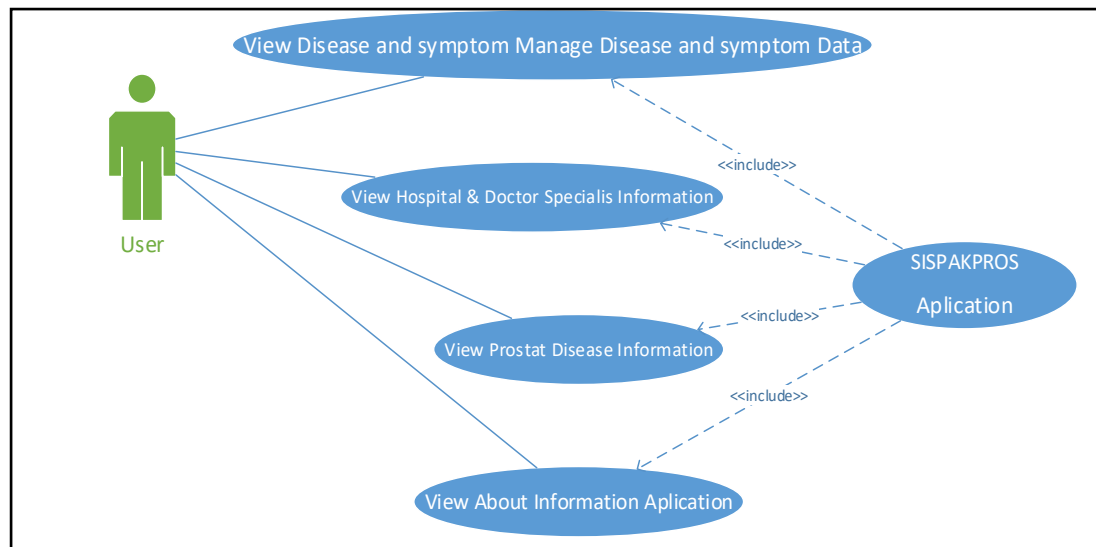 View Disease and symptom Manage Disease and symptom Data
<<include>>
View Hospital & Doctor Specialis Information
User
<<include>>
SISPAKPROS
Aplication
<<include>>
View Prostat Disease Information
<<include>>
View About Information Aplication